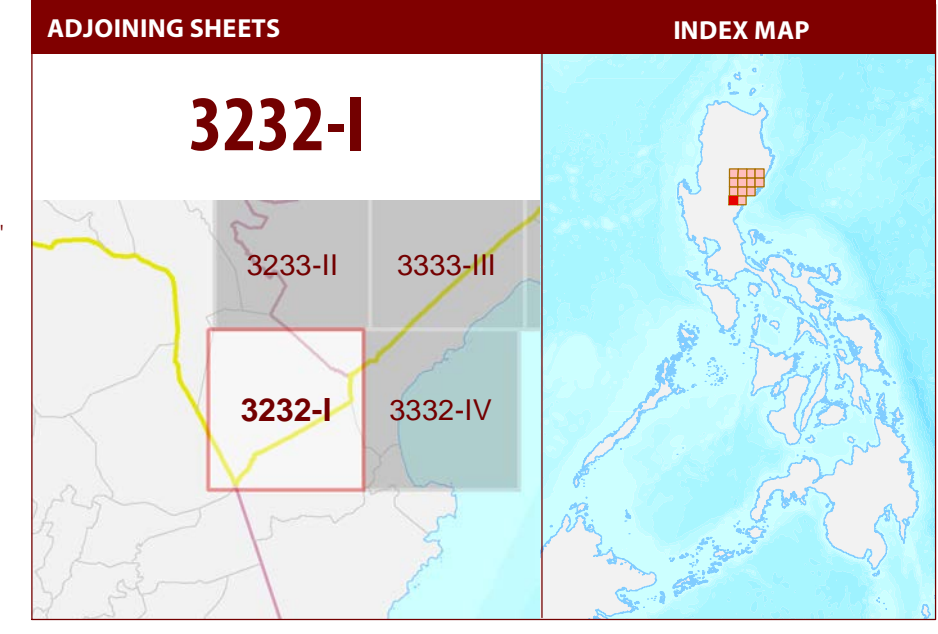 ADJOINING SHEETS
INDEX MAP
3232-I
3233-II
3333-III
3232-I
3332-IV
"